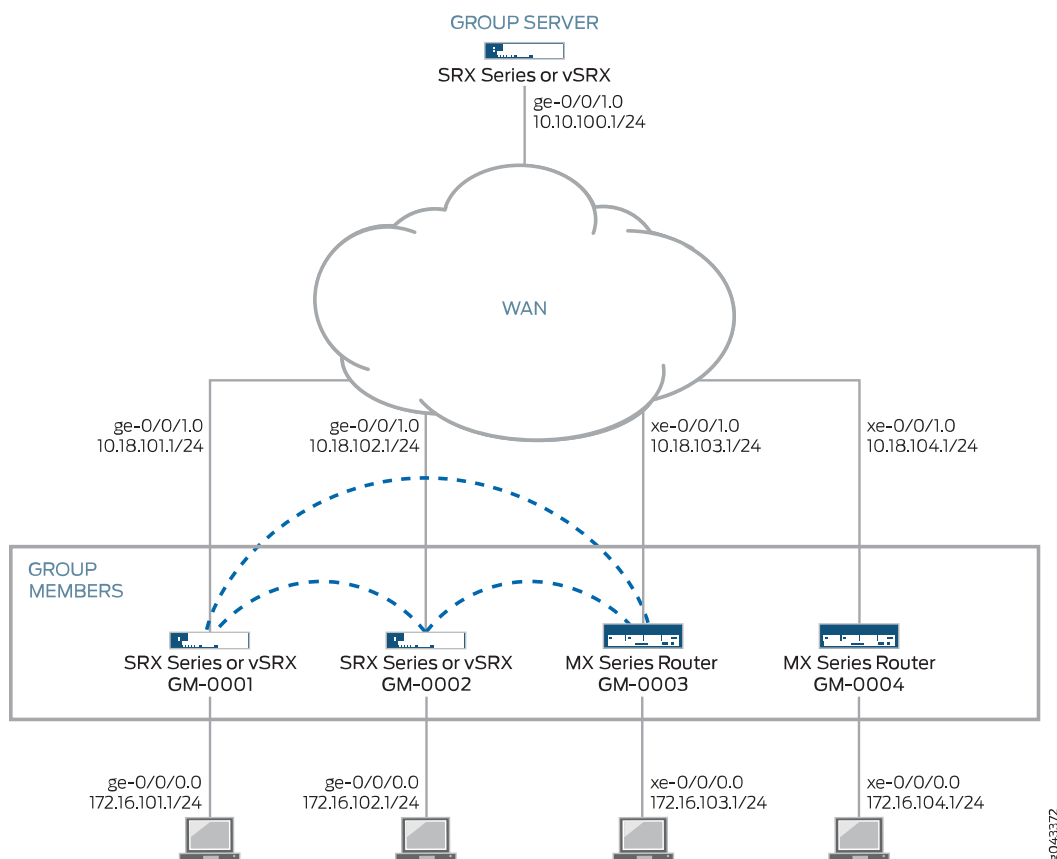 GROUP SERVER
SRX Series or vSRX
ge-0/0/1.0
10.10.100.1/24
WAN
ge-0/0/1.0
10.18.101.1/24
ge-0/0/1.0
10.18.102.1/24
xe-0/0/1.0
10.18.103.1/24
xe-0/0/1.0
10.18.104.1/24
GROUP
MEMBERS
SRX Series or vSRX
GM-0001
SRX Series or vSRX
GM-0002
MX Series Router
GM-0003
MX Series Router
GM-0004
ge-0/0/0.0
172.16.101.1/24
ge-0/0/0.0
172.16.102.1/24
xe-0/0/0.0
172.16.103.1/24
xe-0/0/0.0
172.16.104.1/24
g043372